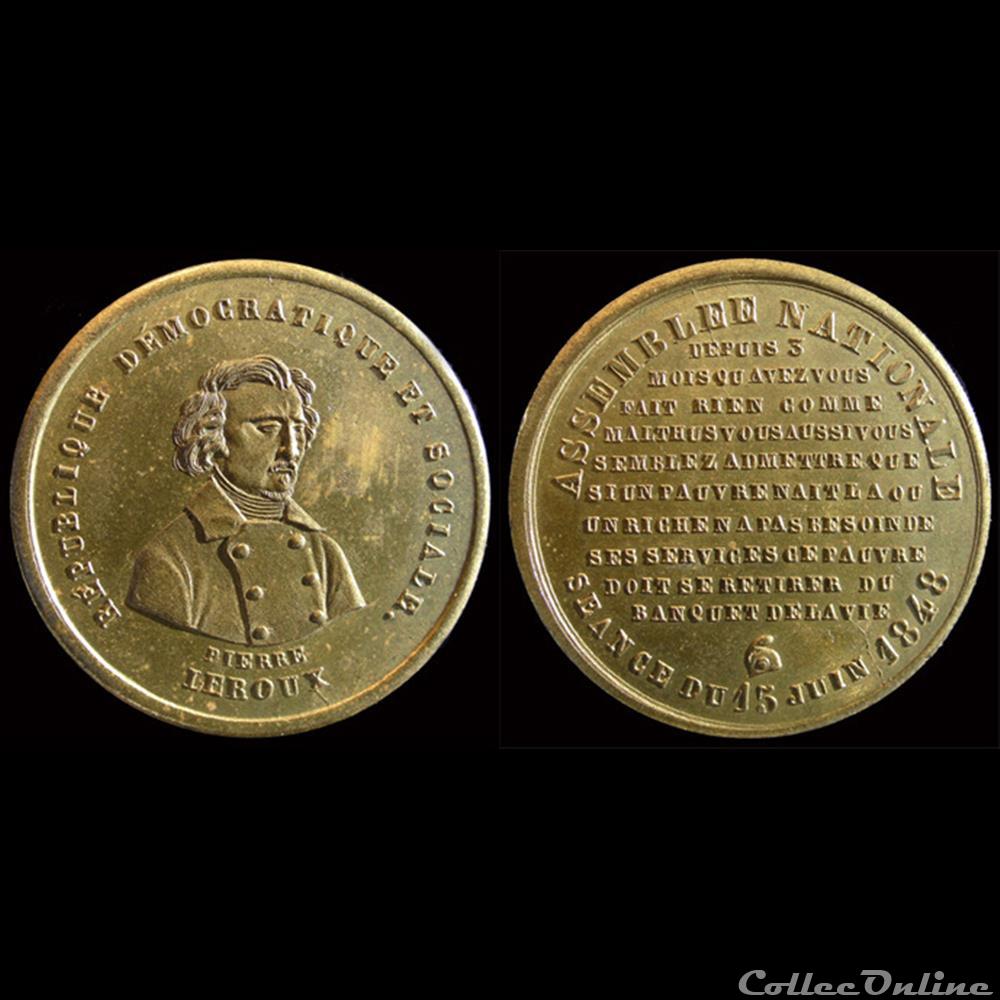 RÉPUBLIQUE DÉMOCRATIQUE ET SOCIALE.
PIERRE
LEROUX
ASSEMBLEE NATIONALE
DEPUIS 3
MOIS QUAVEZ VOUS
FAIT RIEN COMME
MALTHUS VOUS AUSSI VOUS
SEMBLEZ ADMETTRE QUE
SI UN PAUVRE NAIT LA OU
UN RICHE NA PAS BESOIN DE
SES SERVICES CE PAUVRE
DOIT SE RETIRER DU
BANQUET DE LA VIE
SEANCE DU 15 JUIN 1848
CollecOnline